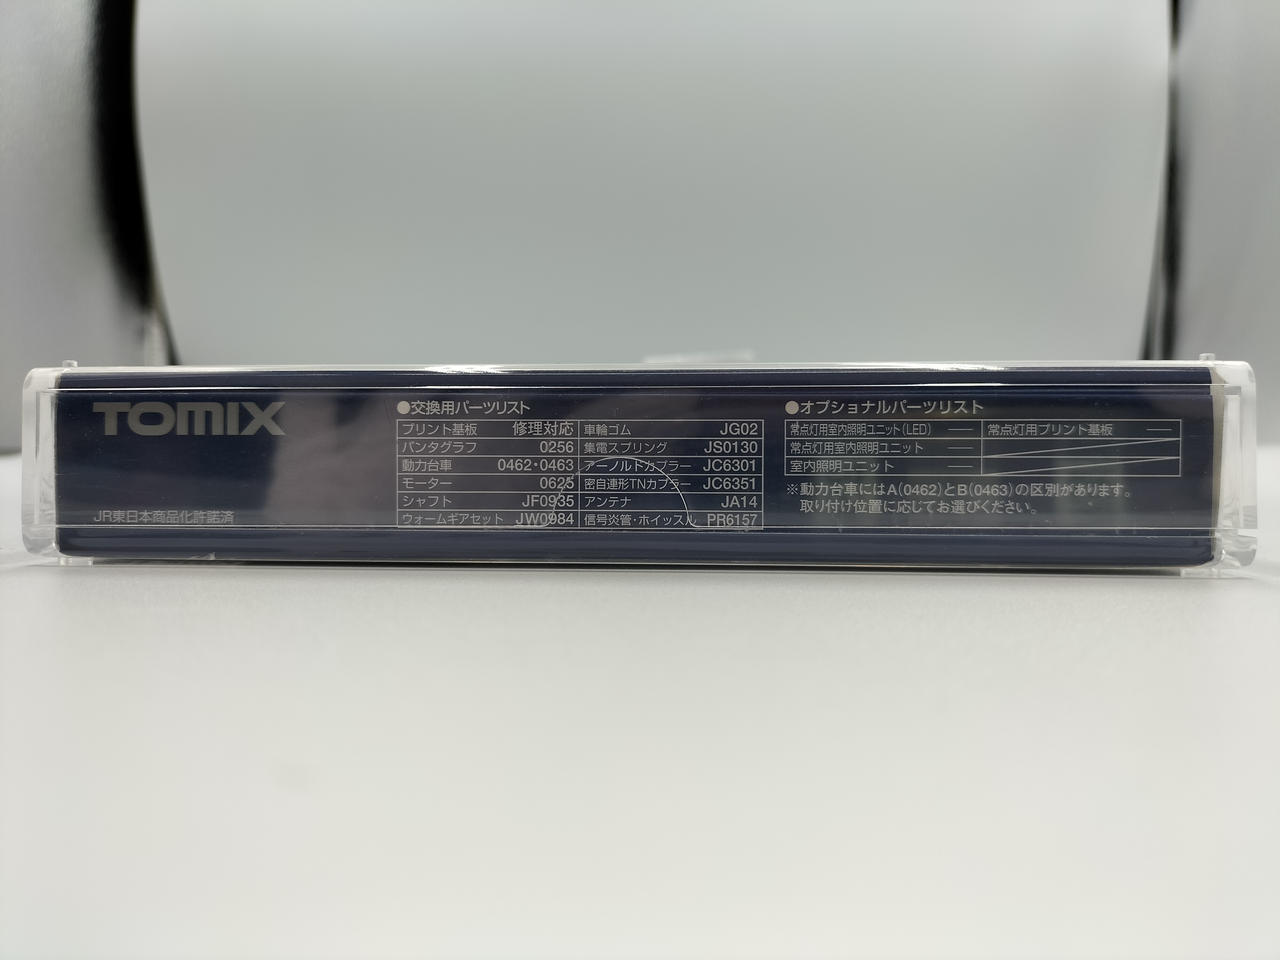 TOMIX
JR東日本商品化許諾済
●交換用パーツリスト
プリント基板 修理対応 車輪ゴム JG02
パンタグラフ 0256 集電スプリング JS0130
動力台車 0462・0463 アーノルドカプラー JC6301
モーター 0625 密自連形TNカプラー JC6351
シャフト JF0935 アンテナ JA14
ウォームギアセット JW0984 信号炎管・ホイッスル PR6157
●オプショナルパーツリスト
常点灯用室内照明ユニット(LED) — 常点灯用プリント基板 —
常点灯用室内照明ユニット —
室内照明ユニット —
※動力台車にはA(0462)とB(0463)の区別があります。
取り付け位置に応じてお選びください。